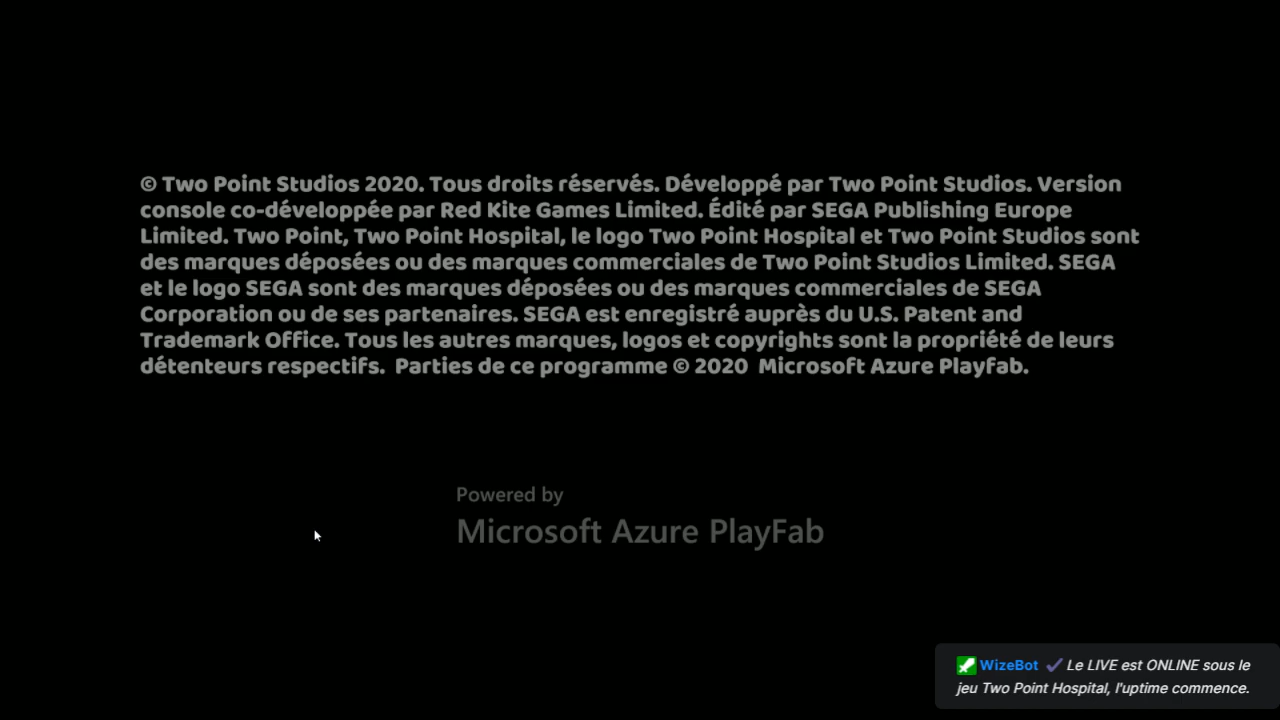 © Two Point Studios 2020. Tous droits réservés. Développé par Two Point Studios. Version
console co-développée par Red Kite Games Limited. Édité par SEGA Publishing Europe
Limited. Two Point, Two Point Hospital, le logo Two Point Hospital et Two Point Studios sont
des marques déposées ou des marques commerciales de Two Point Studios Limited. SEGA
et le logo SEGA sont des marques déposées ou des marques commerciales de SEGA
Corporation ou de ses partenaires. SEGA est enregistré auprès du U.S. Patent and
Trademark Office. Tous les autres marques, logos et copyrights sont la propriété de leurs
détenteurs respectifs.  Parties de ce programme © 2020  Microsoft Azure Playfab.
Powered by
Microsoft Azure PlayFab
WizeBot ✓ Le LIVE est ONLINE sous le
jeu Two Point Hospital, l'uptime commence.